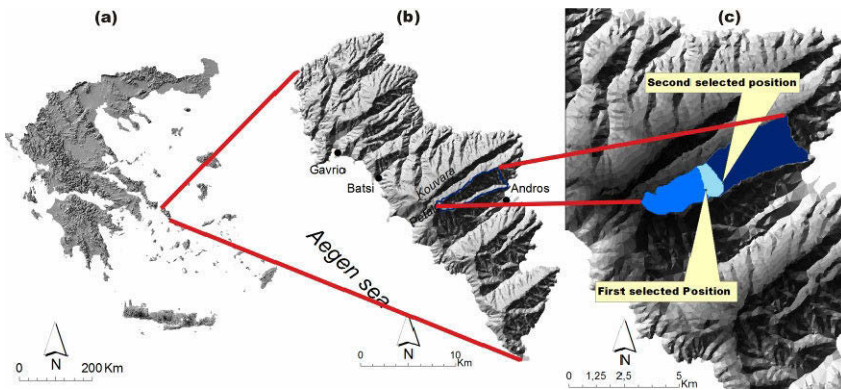 (a)
(b)
(c)
Second selected position
Gavrio
Batsi
Kouvara
Andros
Aegen sea
First selected Position
N
0 200 Km
N
0 10
Km
N
0 1,25 2,5 5
Km